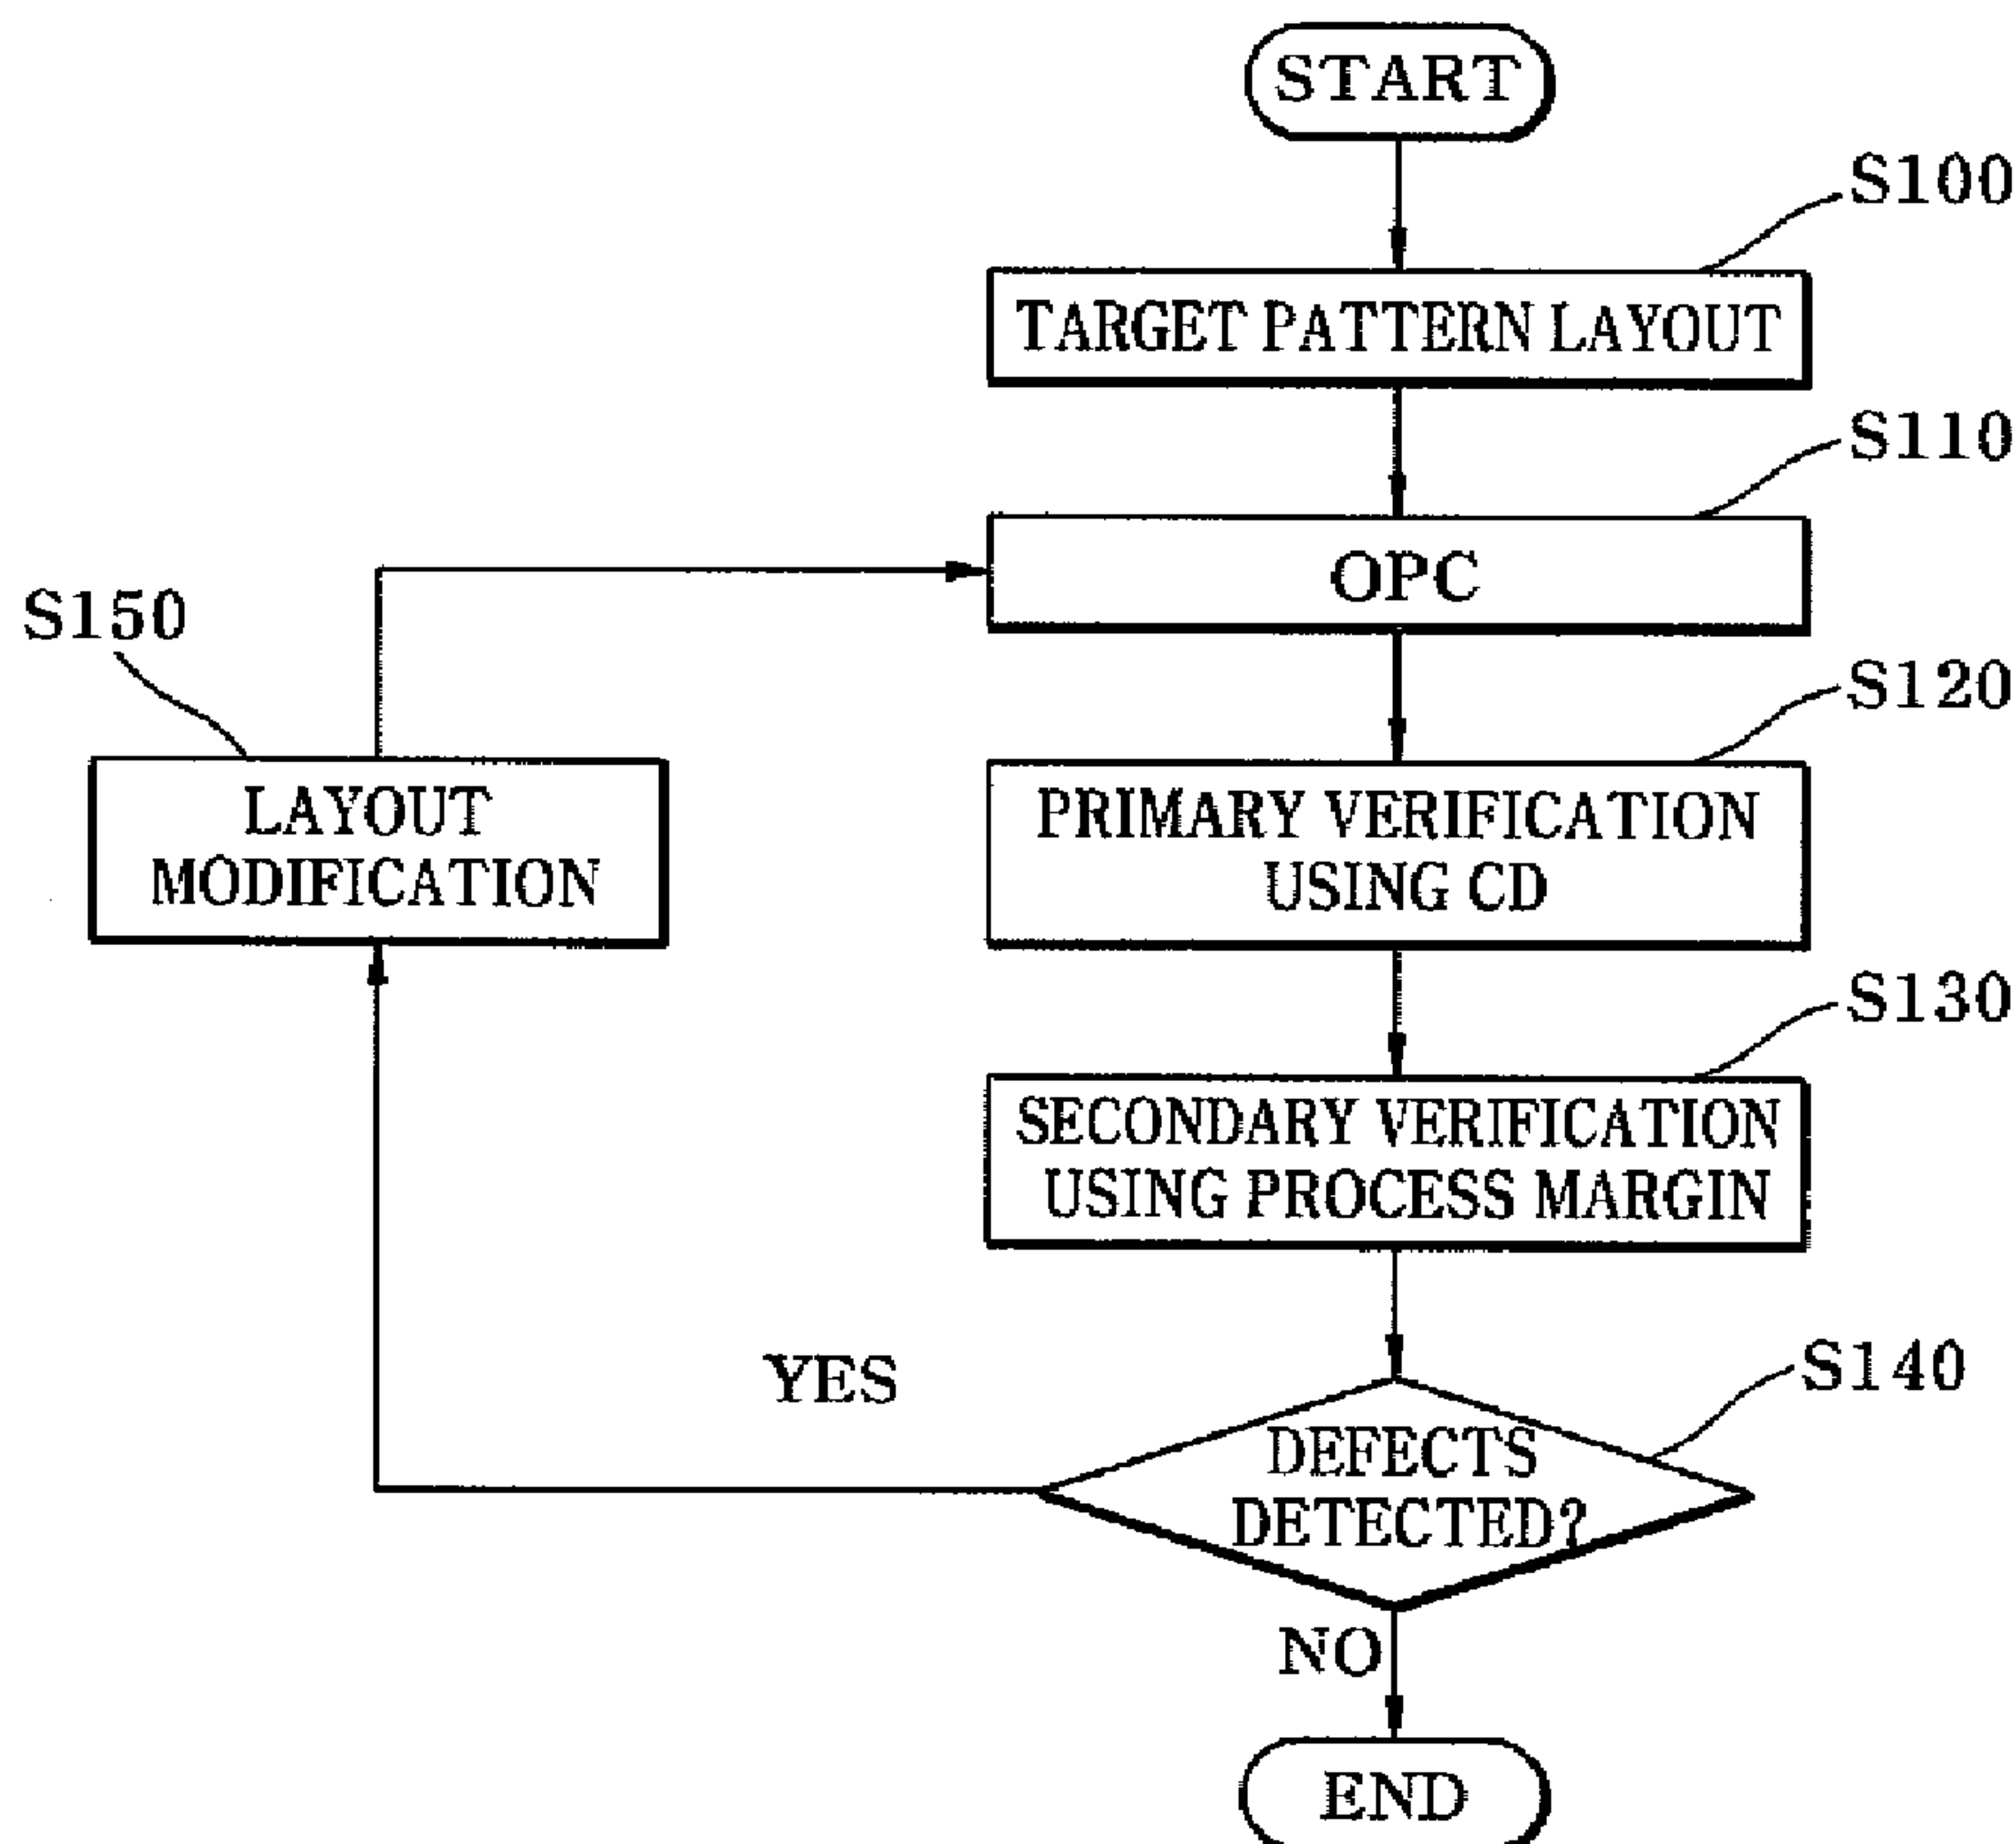 START
S100
TARGET PATTERN LAYOUT
S110
OPC
S150
S120
LAYOUT
MODIFICATION
PRIMARY VERIFICATION
USING CD
S130
SECONDARY VERIFICATION
USING PROCESS MARGIN
YES
S140
DEFECTS
DETECTED?
NO
END